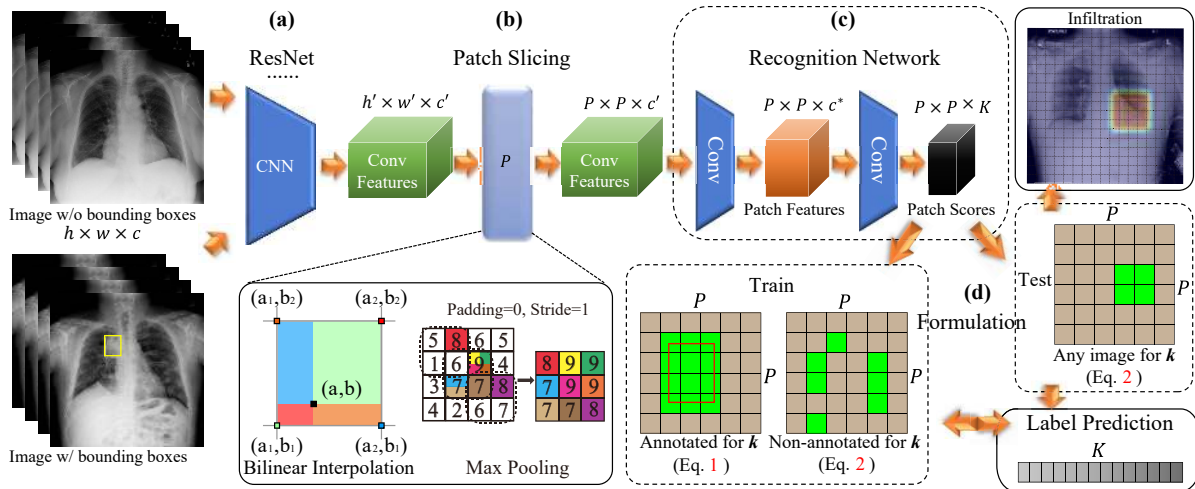 (a)
(b)
(c)
ResNet
......
Patch Slicing
Recognition Network
Infiltration
h′ × w′ × c′
P × P × c′
P × P × c*
P × P × K
CNN
Conv
Features
P
Conv
Features
Conv
Conv
Patch Features
Patch Scores
Image w/o bounding boxes
h × w × c
Image w/ bounding boxes
(a₁,b₂)
(a₂,b₂)
(a,b)
(a₁,b₁)
(a₂,b₁)
Bilinear Interpolation
Padding=0, Stride=1
5 8 6 5
1 6 9 4
3 7 7 8
4 2 6 7
8 9 9
7 9 9
7 7 8
Max Pooling
Train
P
P
P
P
Annotated for k
(Eq. 1 )
Non-annotated for k
(Eq. 2)
(d)
Formulation
P
Test
P
Any image for k
(Eq. 2)
Label Prediction
K